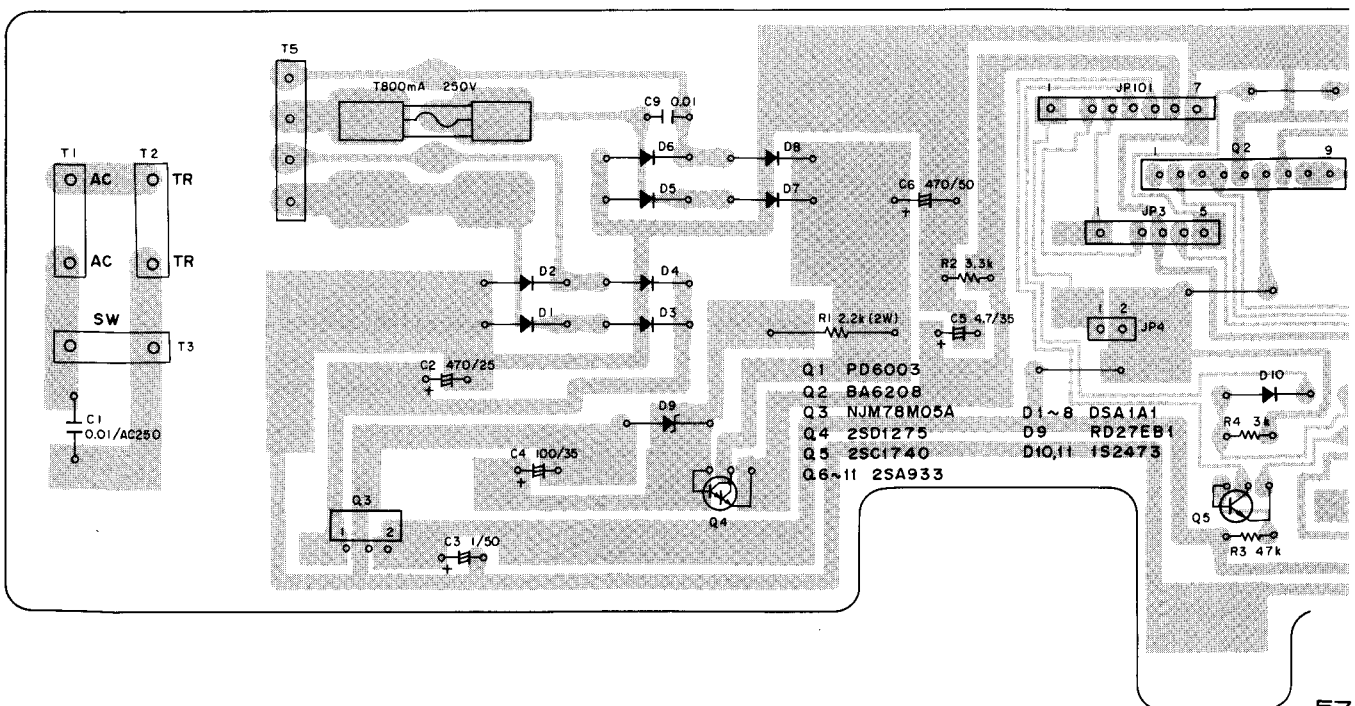 T5
T800mA 250V
C9 0.01
1 JP101 7
T1 T2
D6 D8
1 Q2 9
AC TR
D5 D7
C6 470/50
+
1 JP3 5
AC TR
R2 3.3k
D2 D4
SW
T3
D1 D3
R1 2.2k (2W)
C5 4.7/35
+
1 2 JP4
C2 470/25
+
Q1 PD6003
D10
Q2 BA6208
C1
0.01/AC250
D9
Q3 NJM78M05A D1~8 DSA1A1
R4 3k
Q4 2SD1275 D9 RD27EB1
C4 100/35
+
Q5 2SC1740 D10,11 1S2473
Q6~11 2SA933
Q3
1 2
Q4
Q5
C3 1/50
+
R3 47k